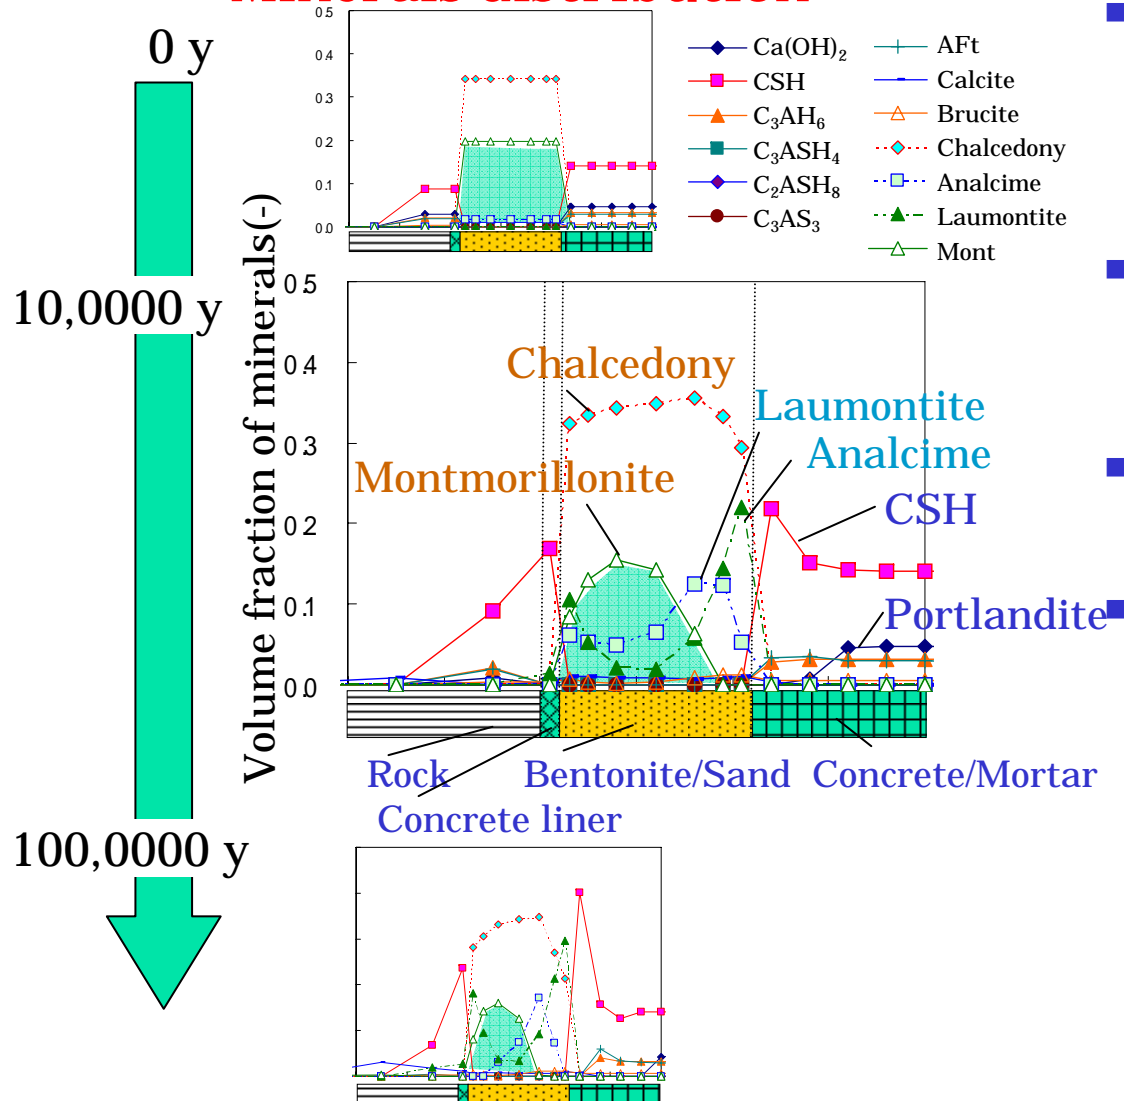 Minerals distribution
0 y
10,0000 y
100,0000 y
Volume fraction of minerals(-)
0.5
0.4
0.3
0.2
0.1
0.0
Ca(OH)₂
CSH
C₃AH₆
C₃ASH₄
C₂ASH₈
C₃AS₃
AFt
Calcite
Brucite
Chalcedony
Analcime
Laumontite
Mont
0.5
0.4
0.3
0.2
0.1
0.0
Chalcedony
Laumontite
Analcime
Montmorillonite
CSH
Portlandite
Rock
Bentonite/Sand
Concrete/Mortar
Concrete liner